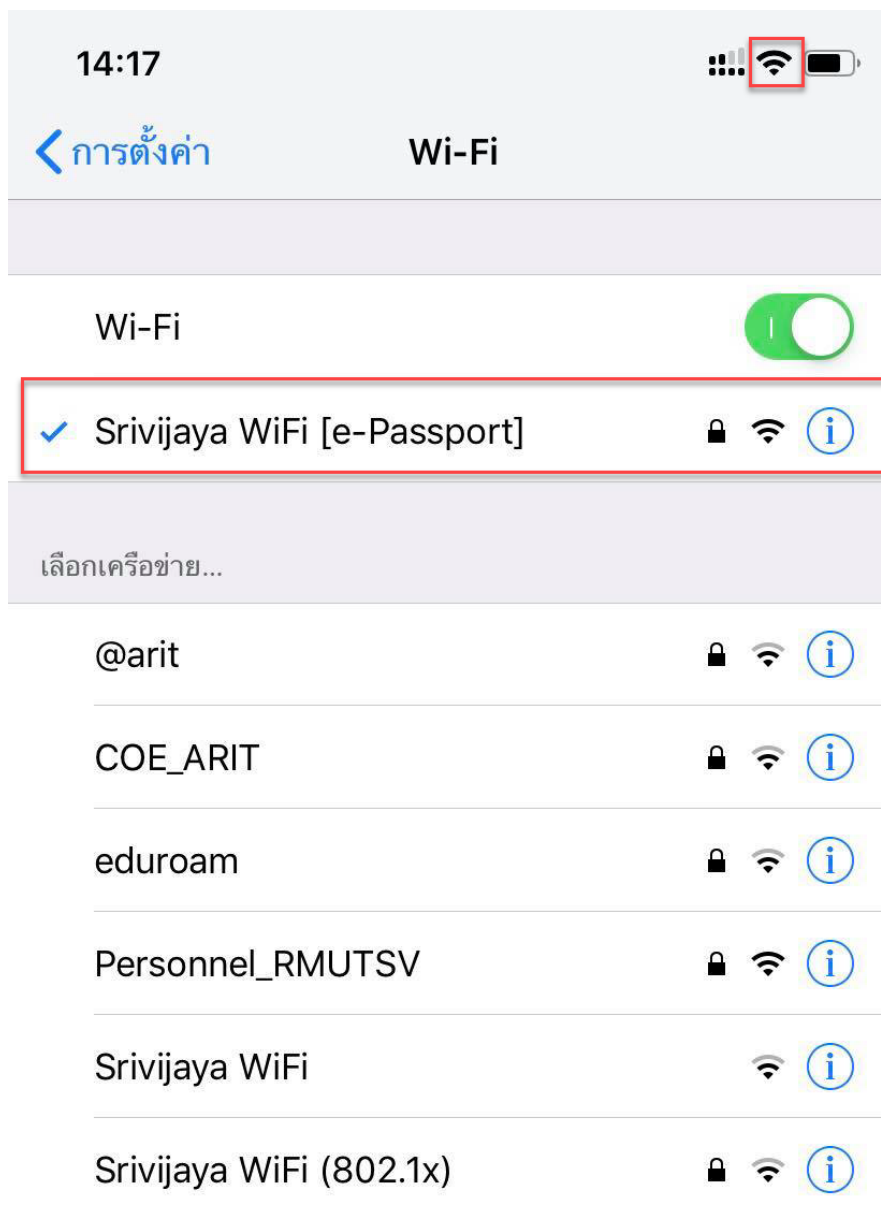 14:17
การตั้งค่า Wi-Fi
Wi-Fi
Srivijaya WiFi [e-Passport]
เลือกเครือข่าย...
@arit
COE_ARIT
eduroam
Personnel_RMUTSV
Srivijaya WiFi
Srivijaya WiFi (802.1x)